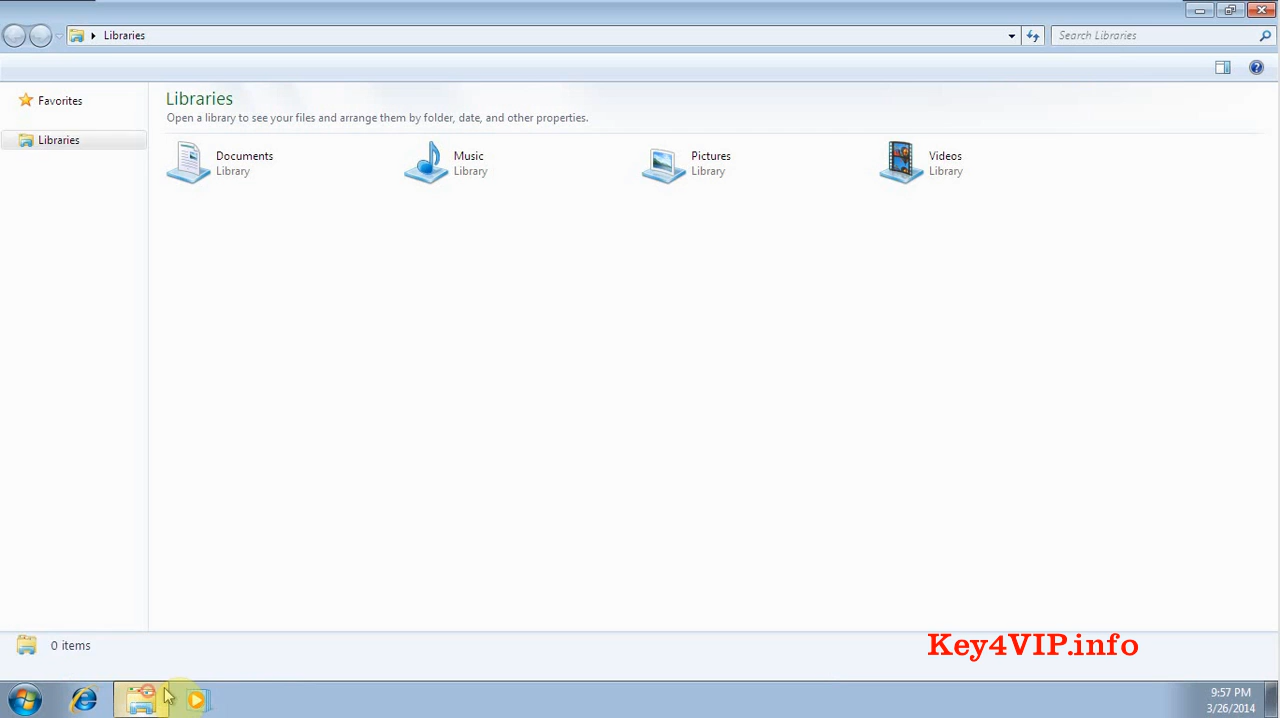 Libraries
Search Libraries
Favorites
Libraries
Libraries
Open a library to see your files and arrange them by folder, date, and other properties.
Documents
Library
Music
Library
Pictures
Library
Videos
Library
0 items
Key4VIP.info
9:57 PM
3/26/2014